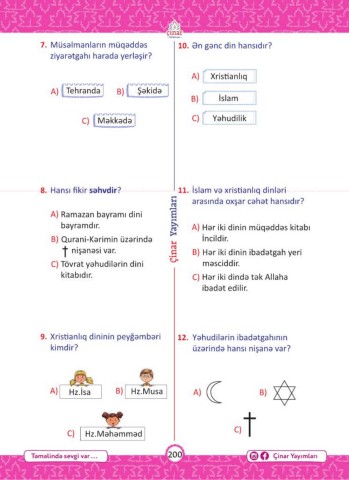 çınar
7. Müsəlmanların müqəddəs
ziyarətgahı harada yerləşir?
A) Tehranda B) Şəkidə
C) Məkkədə
8. Hansı fikir səhvdir?
A) Ramazan bayramı dini
bayramdır.
B) Qurani-Kərimin üzərində
nişanəsi var.
C) Tövrat yəhudilərin dini
kitabıdır.
9. Xristianlıq dininin peyğəmbəri
kimdir?
A) Hz.İsa B) Hz.Musa
C) Hz.Məhəmməd
Çinar Yayımları
10. Ən gənc din hansıdır?
A) Xristianlıq
B) İslam
C) Yəhudilik
11. İslam və xristianlıq dinləri
arasında oxşar cəhət hansıdır?
A) Hər iki dinin müqəddəs kitabı
İncildir.
B) Hər iki dinin ibadətgah yeri
məsciddir.
C) Hər iki dində tək Allaha
ibadət edilir.
12. Yəhudilərin ibadətgahının
üzərində hansı nişanə var?
A) B)
C)
Təməlində sevgi var ...
200
Çinar Yayımları